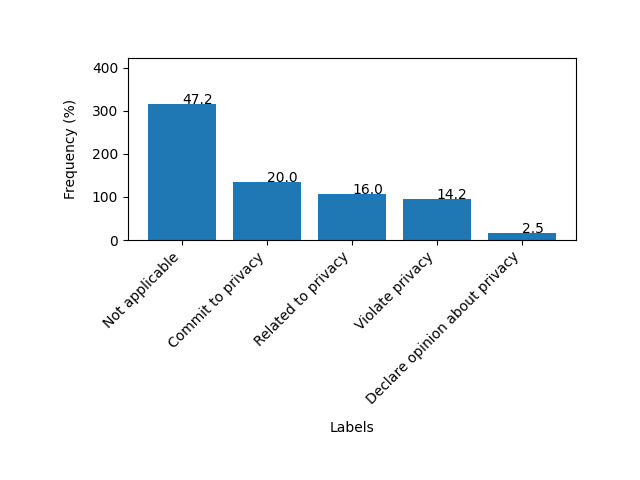 400
300
200
100
0
Frequency (%)
47.2
20.0
16.0
14.2
2.5
Not applicable
Commit to privacy
Related to privacy
Violate privacy
Declare opinion about privacy
Labels